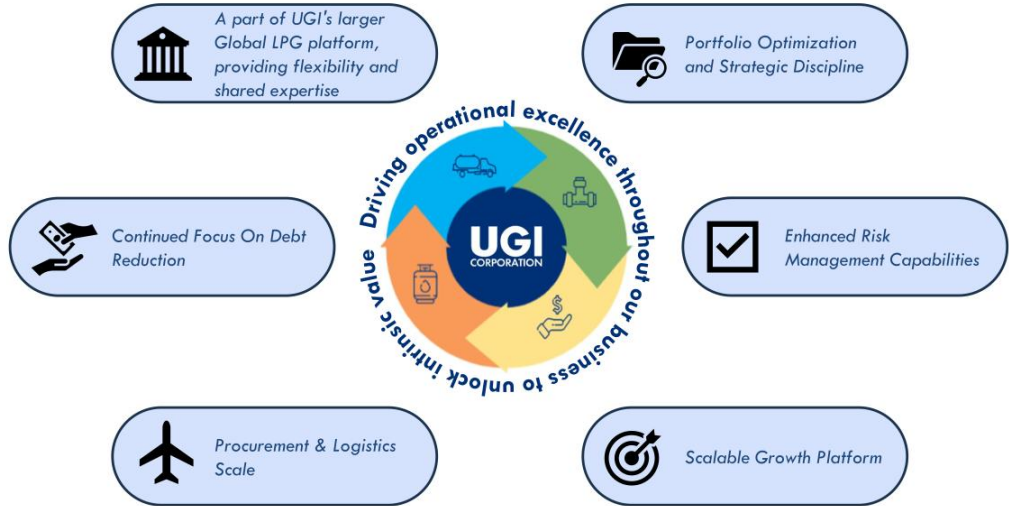 A part of UGI's larger
Global LPG platform,
providing flexibility and
shared expertise
Portfolio Optimization
and Strategic Discipline
Driving operational excellence throughout our business to unlock intrinsic value
Continued Focus On Debt
Reduction
UGI
CORPORATION
$
Enhanced Risk
Management Capabilities
Procurement & Logistics
Scale
Scalable Growth Platform